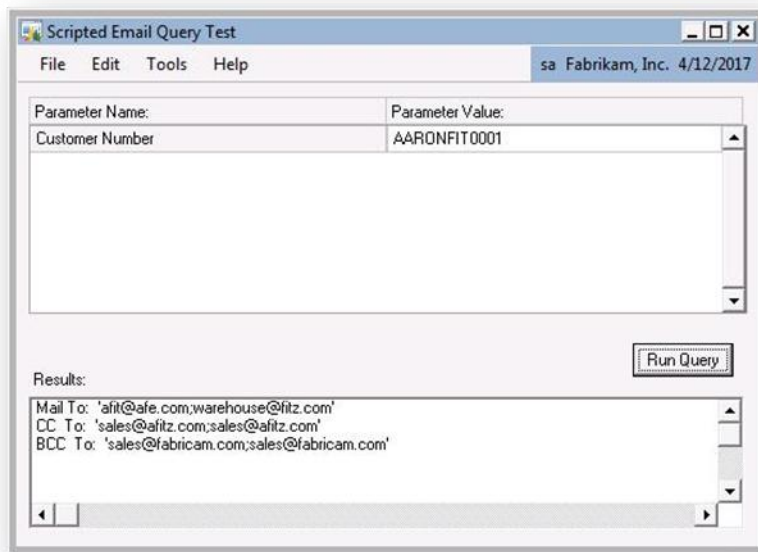 Scripted Email Query Test
File Edit Tools Help sa Fabrikam, Inc. 4/12/2017
Parameter Name: Parameter Value:
Customer Number AARONFIT0001
Run Query
Results:
Mail To: 'afit@afe.com;warehouse@fitz.com'
CC To: 'sales@afitz.com;sales@afitz.com'
BCC To: 'sales@fabricam.com;sales@fabricam.com'